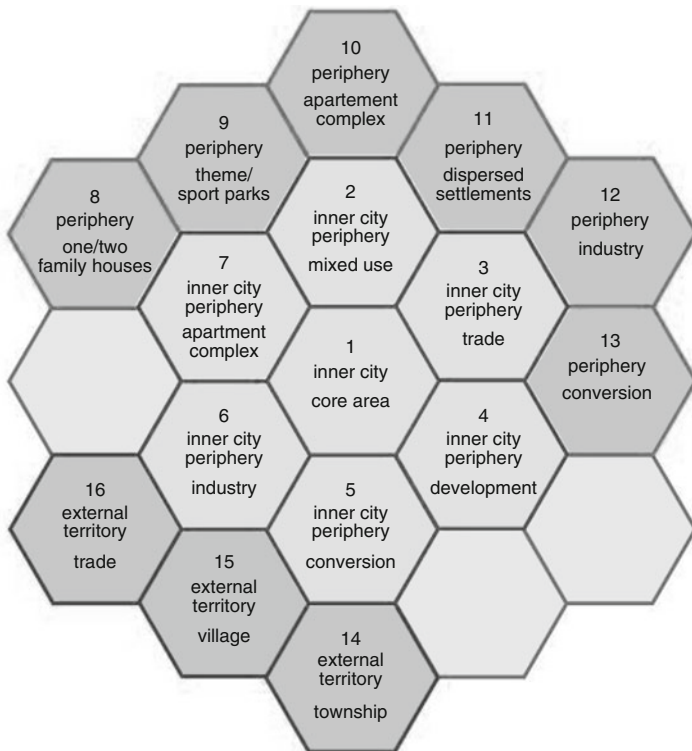 10
periphery
apartement
complex
9
periphery
theme/
sport parks
11
periphery
dispersed
settlements
8
periphery
one/two
family houses
2
inner city
periphery
mixed use
12
periphery
industry
7
inner city
periphery
apartment
complex
3
inner city
periphery
trade
1
inner city
core area
13
periphery
conversion
6
inner city
periphery
industry
4
inner city
periphery
development
16
external
territory
trade
5
inner city
periphery
conversion
15
external
territory
village
14
external
territory
township